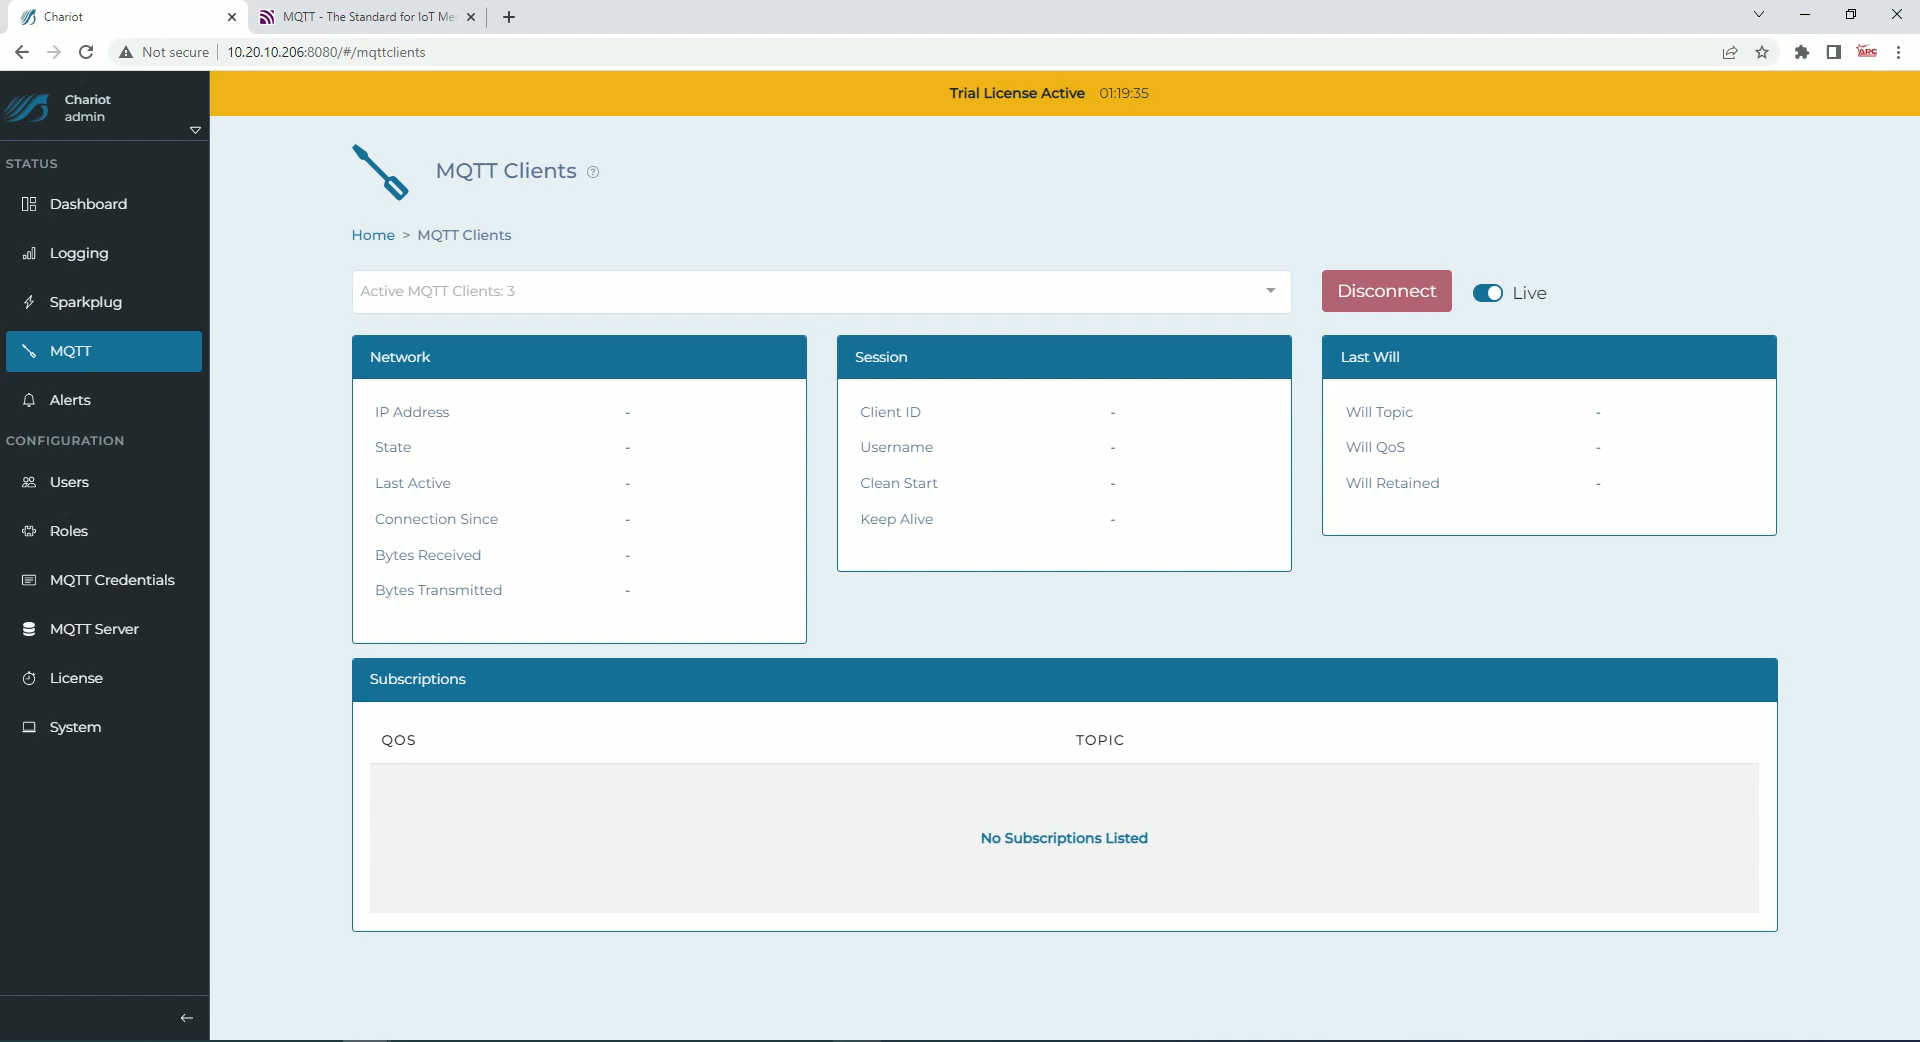 Chariot
MQTT - The Standard for IoT Me
Not secure
10.20.10.206:8080/#/mqttclients
ARC
Chariot
admin
Trial License Active 01:19:35
STATUS
Dashboard
Logging
Sparkplug
MQTT
Alerts
CONFIGURATION
Users
Roles
MQTT Credentials
MQTT Server
License
System
MQTT Clients ?
Home > MQTT Clients
Active MQTT Clients: 3
Disconnect
Live
Network
IP Address -
State -
Last Active -
Connection Since -
Bytes Received -
Bytes Transmitted -
Session
Client ID -
Username -
Clean Start -
Keep Alive -
Last Will
Will Topic -
Will QoS -
Will Retained -
Subscriptions
QOS TOPIC
No Subscriptions Listed